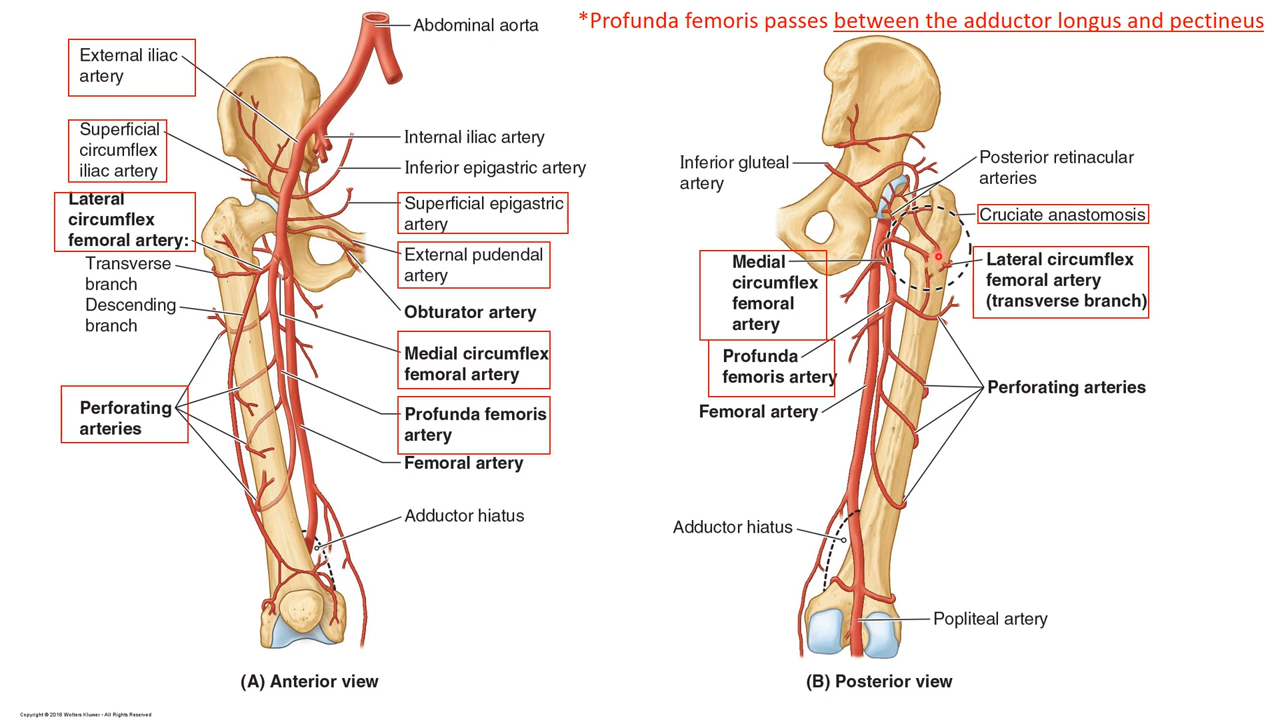 *Profunda femoris passes between the adductor longus and pectineus
Abdominal aorta
External iliac
artery
Superficial
circumflex
iliac artery
Lateral
circumflex
femoral artery:
Transverse
branch
Descending
branch
Perforating
arteries
Internal iliac artery
Inferior epigastric artery
Superficial epigastric
artery
External pudendal
artery
Obturator artery
Medial circumflex
femoral artery
Profunda femoris
artery
Femoral artery
Adductor hiatus
(A) Anterior view
Inferior gluteal
artery
Medial
circumflex
femoral
artery
Profunda
femoris artery
Femoral artery
Adductor hiatus
Posterior retinacular
arteries
Cruciate anastomosis
Lateral circumflex
femoral artery
(transverse branch)
Perforating arteries
Popliteal artery
(B) Posterior view
Copyright © 2018 Wolters Kluwer • All Rights Reserved